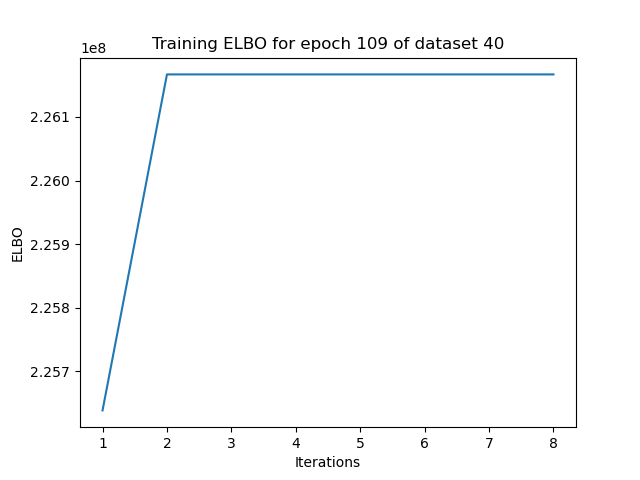 Training ELBO for epoch 109 of dataset 40
1e8
2.261
2.260
2.259
2.258
2.257
ELBO
1 2 3 4 5 6 7 8
Iterations